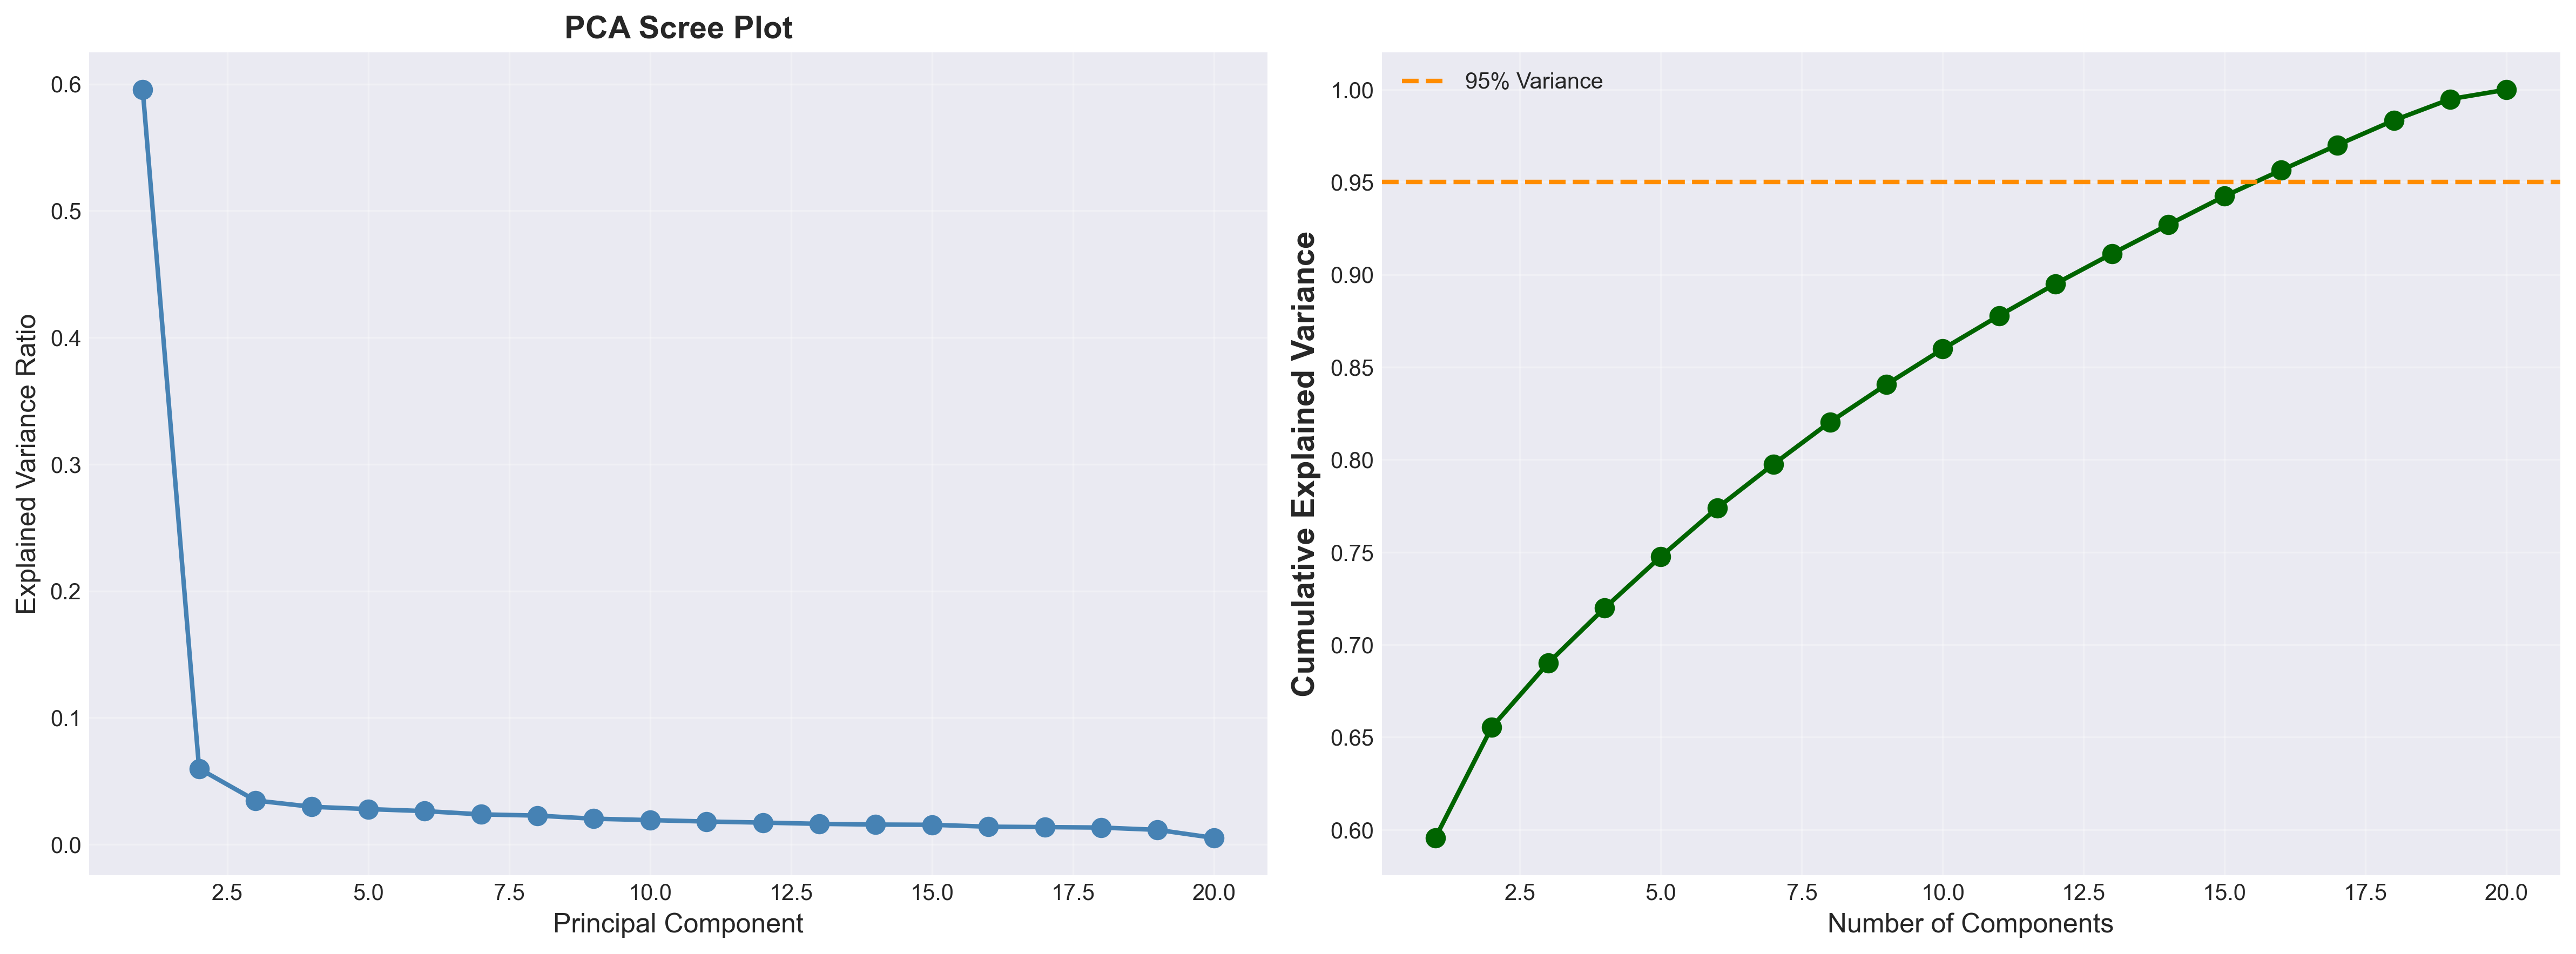 PCA Scree Plot
0.6
0.5
0.4
0.3
0.2
0.1
0.0
Explained Variance Ratio
2.5 5.0 7.5 10.0 12.5 15.0 17.5 20.0
Principal Component
95% Variance
1.00
0.95
0.90
0.85
0.80
0.75
0.70
0.65
0.60
Cumulative Explained Variance
2.5 5.0 7.5 10.0 12.5 15.0 17.5 20.0
Number of Components